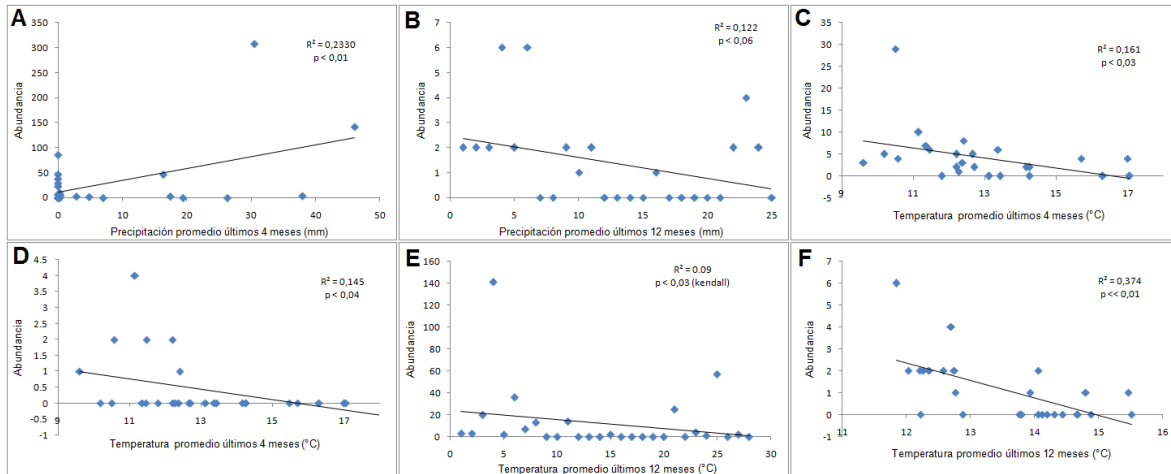 A
R² = 0,2330
p < 0,01
Abundancia
350
300
250
200
150
100
50
0
0 10 20 30 40 50
Precipitación promedio últimos 4 meses (mm)
B
R² = 0,122
p < 0,06
Abundancia
7
6
5
4
3
2
1
0
0 5 10 15 20 25
Precipitación promedio últimos 12 meses (mm)
C
R² = 0,161
p < 0,03
Abundancia
35
30
25
20
15
10
5
0
-5
9 11 13 15 17
Temperatura promedio últimos 4 meses (°C)
D
R² = 0,145
p < 0,04
Abundancia
4.5
4
3.5
3
2.5
2
1.5
1
0.5
0
-0.5
-1
9 11 13 15 17
Temperatura promedio últimos 4 meses (°C)
E
R² = 0.09
p < 0,03 (kendall)
Abundancia
160
140
120
100
80
60
40
20
0
0 5 10 15 20 25 30
Temperatura promedio últimos 12 meses (°C)
F
R² = 0,374
p << 0,01
Abundancia
7
6
5
4
3
2
1
0
-1
11 12 13 14 15 16
Temperatura promedio últimos 12 meses (°C)